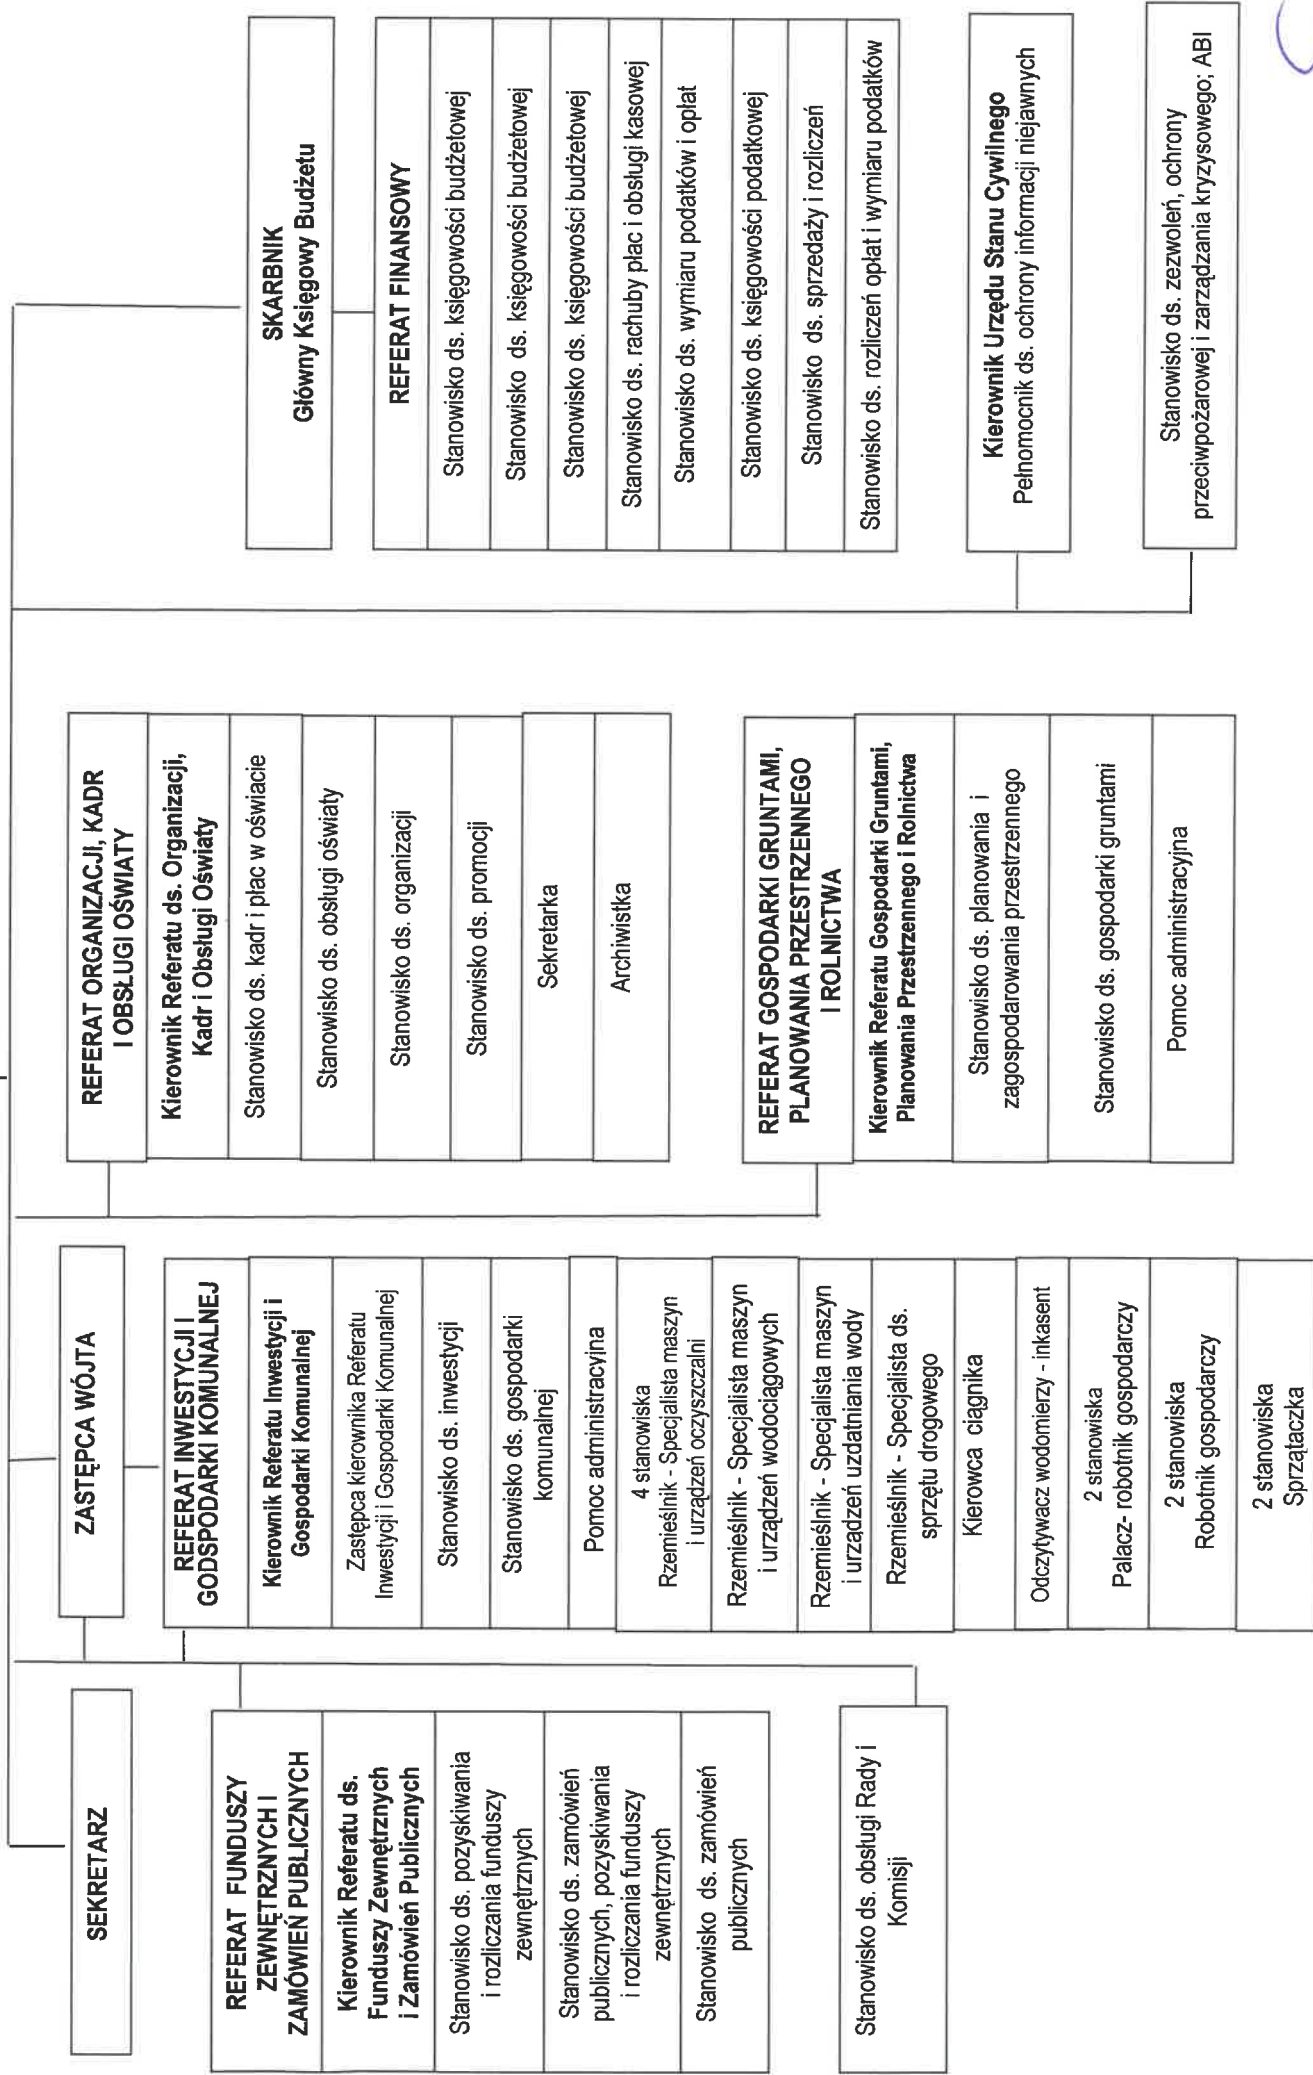 SEKRETARZ
REFERAT FUNDUSZY
ZEWNĘTRZNYCH I
ZAMÓWIEŃ PUBLICZNYCH
Kierownik Referatu ds.
Funduszy Zewnętrznych
i Zamówień Publicznych
Stanowisko ds. pozyskiwania
i rozliczania funduszy
zewnętrznych
Stanowisko ds. zamówień
publicznych, pozyskiwania
i rozliczania funduszy
zewnętrznych
Stanowisko ds. zamówień
publicznych
Stanowisko ds. obsługi Rady i
Komisji
ZASTĘPCA WÓJTA
REFERAT INWESTYCJI I
GODSPODARKI KOMUNALNEJ
Kierownik Referatu Inwestycji i
Gospodarki Komunalnej
Zastępca kierownika Referatu
Inwestycji i Gospodarki Komunalnej
Stanowisko ds. inwestycji
Stanowisko ds. gospodarki
komunalnej
Pomoc administracyjna
4 stanowiska
Rzemieślnik - Specjalista maszyn
i urządzeń oczyszczalni
Rzemieślnik - Specjalista maszyn
i urządzeń wodociągowych
Rzemieślnik - Specjalista maszyn
i urzadzeń uzdatniania wody
Rzemieślnik - Specjalista ds.
sprzętu drogowego
Kierowca ciągnika
Odczytywacz wodomierzy - inkasent
2 stanowiska
Palacz- robotnik gospodarczy
2 stanowiska
Robotnik gospodarczy
2 stanowiska
Sprzątaczka
REFERAT ORGANIZACJI, KADR
I OBSŁUGI OŚWIATY
Kierownik Referatu ds. Organizacji,
Kadr i Obsługi Oświaty
Stanowisko ds. kadr i płac w oświacie
Stanowisko ds. obsługi oświaty
Stanowisko ds. organizacji
Stanowisko ds. promocji
Sekretarka
Archiwistka
REFERAT GOSPODARKI GRUNTAMI,
PLANOWANIA PRZESTRZENNEGO
I ROLNICTWA
Kierownik Referatu Gospodarki Gruntami,
Planowania Przestrzennego i Rolnictwa
Stanowisko ds. planowania i
zagospodarowania przestrzennego
Stanowisko ds. gospodarki gruntami
Pomoc administracyjna
SKARBNIK
Główny Księgowy Budżetu
REFERAT FINANSOWY
Stanowisko ds. księgowości budżetowej
Stanowisko ds. księgowości budżetowej
Stanowisko ds. księgowości budżetowej
Stanowisko ds. rachuby płac i obsługi kasowej
Stanowisko ds. wymiaru podatków i opłat
Stanowisko ds. księgowości podatkowej
Stanowisko ds. sprzedaży i rozliczeń
Stanowisko ds. rozliczeń opłat i wymiaru podatków
Kierownik Urzędu Stanu Cywilnego
Pełnomocnik ds. ochrony informacji niejawnych
Stanowisko ds. zezwoleń, ochrony
przeciwpożarowej i zarządzania kryzysowego; ABI